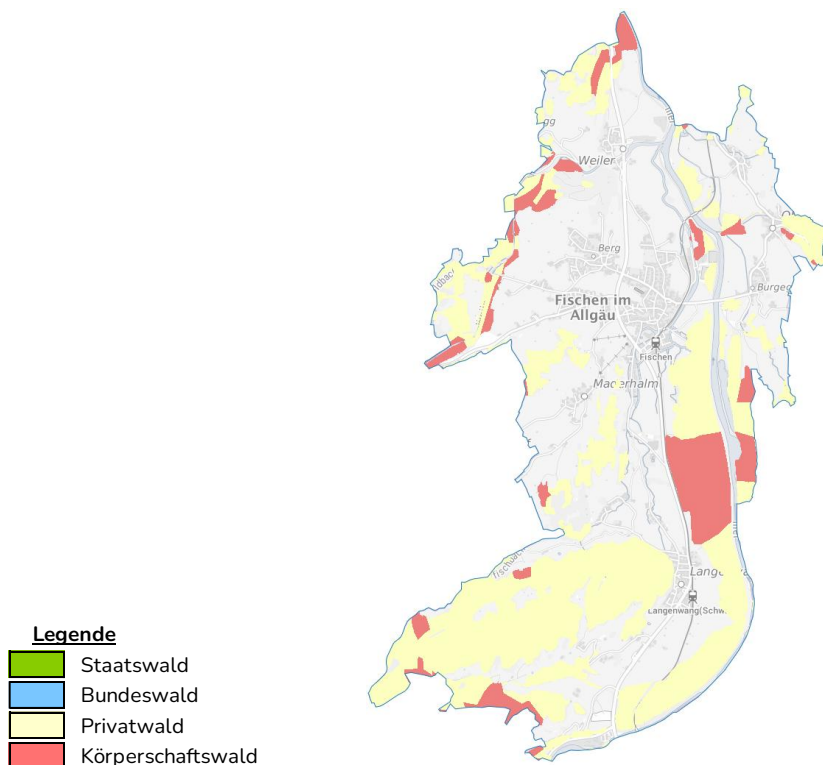 Weiler
Berg
Burgeg
Fischen im
Allgäu
Fischen
Maderhalm
Langenwang(Schw.
Legende
Staatswald
Bundeswald
Privatwald
Körperschaftswald